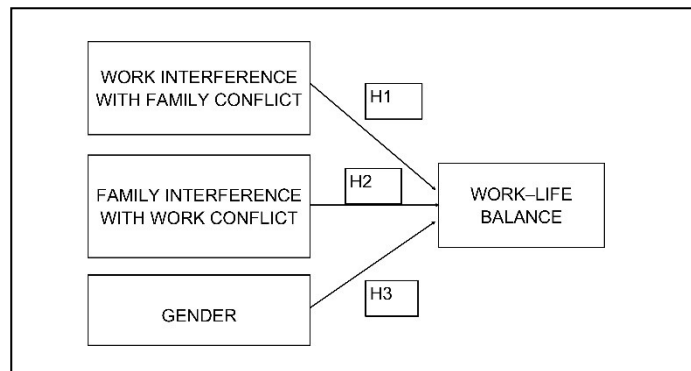 WORK INTERFERENCE
WITH FAMILY CONFLICT
H1
FAMILY INTERFERENCE
WITH WORK CONFLICT
H2
WORK–LIFE
BALANCE
GENDER
H3